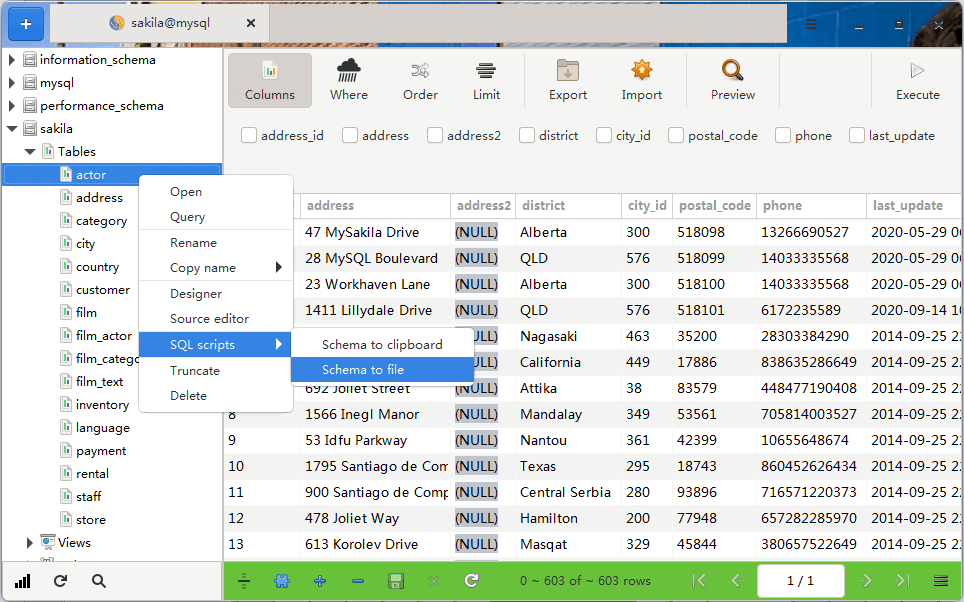 + sakila@mysql ×
information_schema
mysql
performance_schema
sakila
Tables
actor
address
category
city
country
customer
film
film_actor
film_catego
film_text
inventory
language
payment
rental
staff
store
Views
Columns Where Order Limit Export Import Preview Execute
address_id address address2 district city_id postal_code phone last_update
Open
Query
Rename
Copy name
Designer
Source editor
SQL scripts
Truncate
Delete
Schema to clipboard
Schema to file
address address2 district city_id postal_code phone last_update
47 MySakila Drive (NULL) Alberta 300 518098 13266690527 2020-05-29 0
28 MySQL Boulevard (NULL) QLD 576 518099 14033335568 2020-05-29 0
23 Workhaven Lane (NULL) Alberta 300 518100 14033335568 2020-05-29 0
1411 Lillydale Drive (NULL) QLD 576 518101 6172235589 2020-09-14 1
Nagasaki 463 35200 28303384290 2014-09-25 2
California 449 17886 838635286649 2014-09-25 2
692 Joliet Street (NULL) Attika 38 83579 448477190408 2014-09-25 2
8 1566 Inegl Manor (NULL) Mandalay 349 53561 705814003527 2014-09-25 2
9 53 Idfu Parkway (NULL) Nantou 361 42399 10655648674 2014-09-25 2
10 1795 Santiago de Com (NULL) Texas 295 18743 860452626434 2014-09-25 2
11 900 Santiago de Comp (NULL) Central Serbia 280 93896 716571220373 2014-09-25 2
12 478 Joliet Way (NULL) Hamilton 200 77948 657282285970 2014-09-25 2
13 613 Korolev Drive (NULL) Masqat 329 45844 380657522649 2014-09-25 2
0 ~ 603 of ~ 603 rows 1 / 1